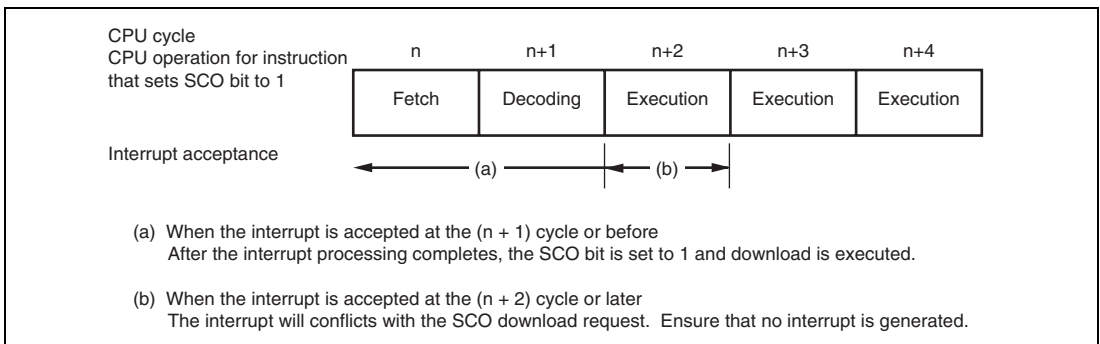 CPU cycle
CPU operation for instruction
that sets SCO bit to 1
n n+1 n+2 n+3 n+4
Fetch Decoding Execution Execution Execution
Interrupt acceptance
(a) (b)
(a) When the interrupt is accepted at the (n + 1) cycle or before
After the interrupt processing completes, the SCO bit is set to 1 and download is executed.
(b) When the interrupt is accepted at the (n + 2) cycle or later
The interrupt will conflicts with the SCO download request. Ensure that no interrupt is generated.